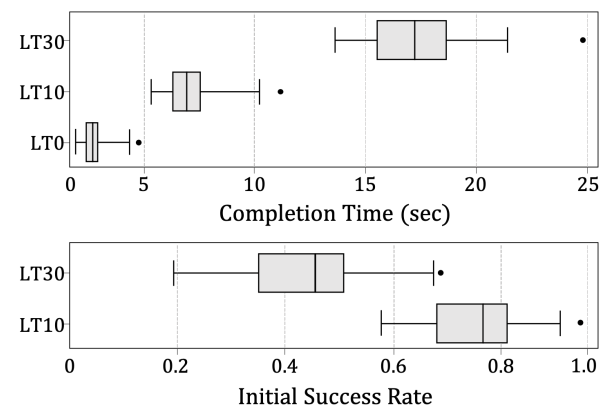 LT30
LT10
LT0
0 5 10 15 20 25
Completion Time (sec)
LT30
LT10
0 0.2 0.4 0.6 0.8 1.0
Initial Success Rate